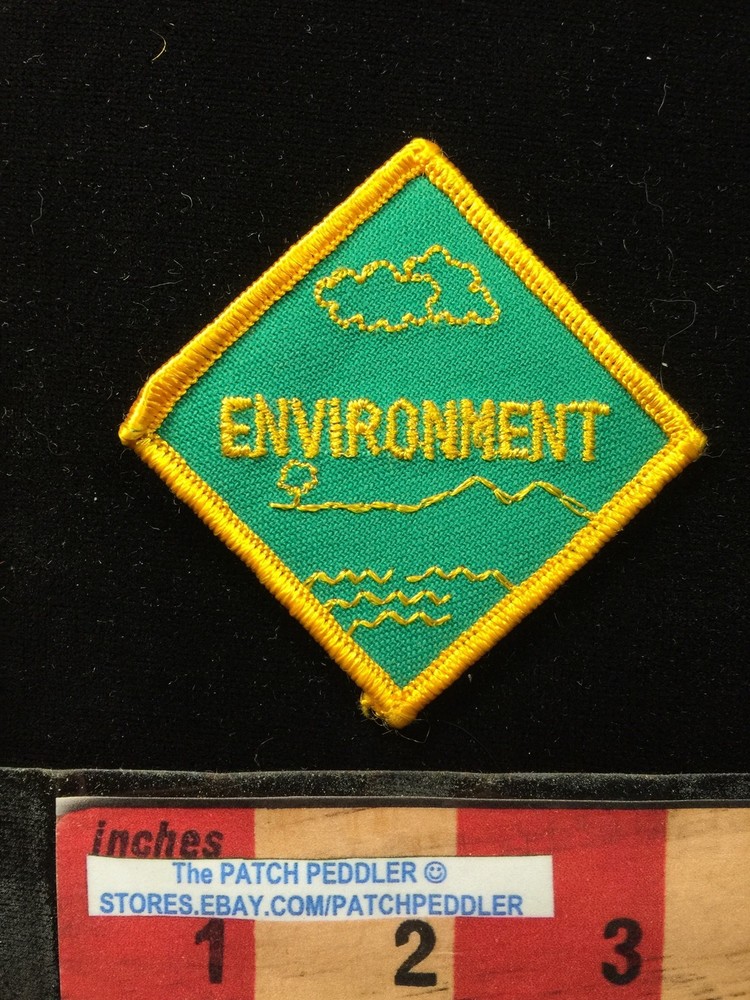 ENVIRONMENT
inches
The PATCH PEDDLER ☺
STORES.EBAY.COM/PATCHPEDDLER
1 2 3